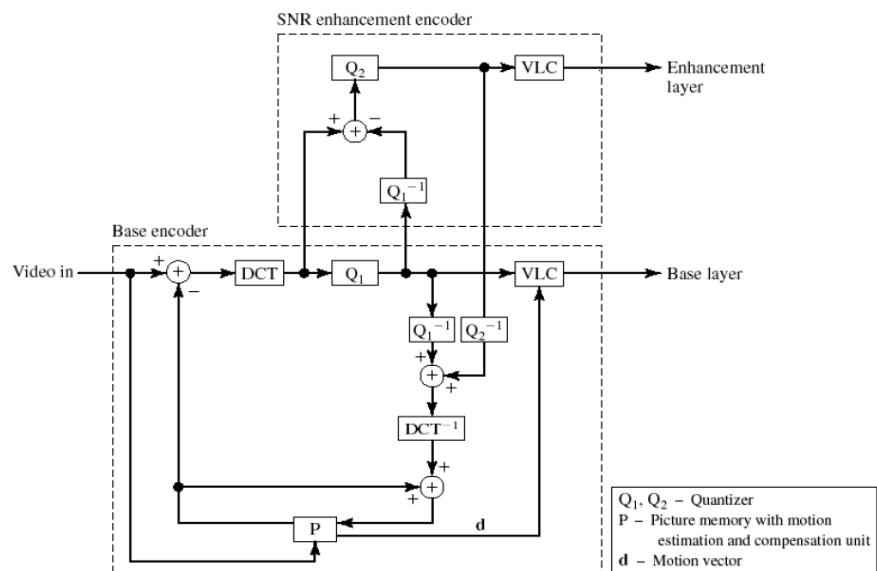 SNR enhancement encoder
Q₂
VLC
Enhancement
layer
+
−
+
Q₁⁻¹
Base encoder
Video in
+
+
−
DCT
Q₁
VLC
Base layer
Q₁⁻¹
Q₂⁻¹
+
+
+
DCT⁻¹
+
+
+
P
d
Q₁, Q₂ – Quantizer
P – Picture memory with motion
estimation and compensation unit
d – Motion vector